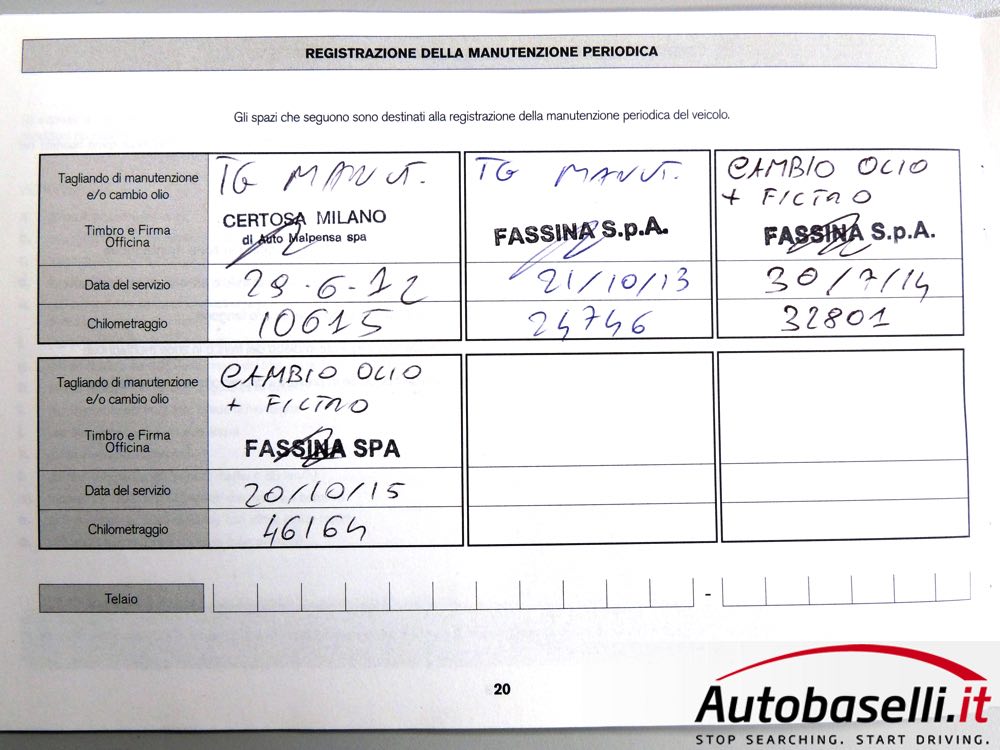 REGISTRAZIONE DELLA MANUTENZIONE PERIODICA
Gli spazi che seguono sono destinati alla registrazione della manutenzione periodica del veicolo.
Tagliando di manutenzione
e/o cambio olio
TG MANUT.
TG MANUT.
CAMBIO OLIO
+ FILTRO
Timbro e Firma
Officina
CERTOSA MILANO
di Auto Malpensa spa
FASSINA S.p.A.
FASSINA S.p.A.
Data del servizio
29-6-12
21/10/13
30/7/14
Chilometraggio
10615
24746
32801
Tagliando di manutenzione
e/o cambio olio
CAMBIO OLIO
+ FILTRO
Timbro e Firma
Officina
FASSINA SPA
Data del servizio
20/10/15
Chilometraggio
46164
Telaio
-
20
Autobaselli.it
STOP SEARCHING. START DRIVING.